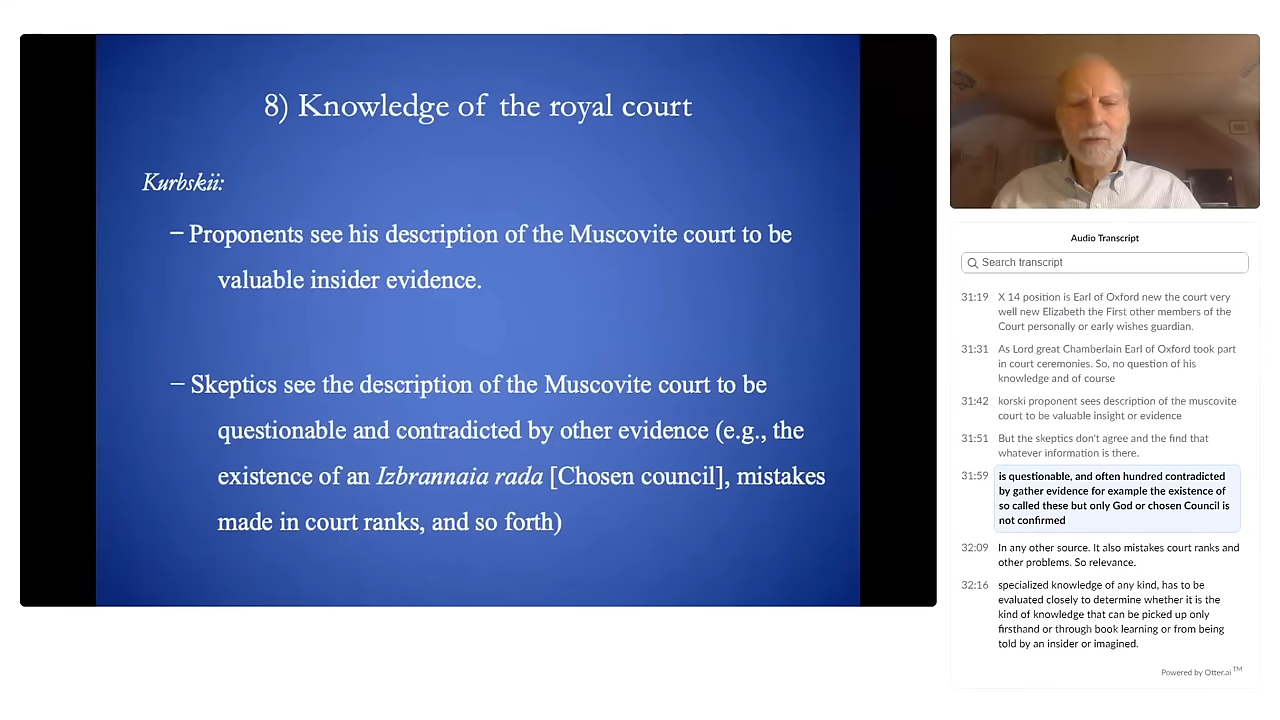 8) Knowledge of the royal court
Kurbskii:
– Proponents see his description of the Muscovite court to be
valuable insider evidence.
– Skeptics see the description of the Muscovite court to be
questionable and contradicted by other evidence (e.g., the
existence of an Izbrannaia rada [Chosen council], mistakes
made in court ranks, and so forth)
Audio Transcript
Search transcript
31:19 X 14 position is Earl of Oxford new the court very
well new Elizabeth the First other members of the
Court personally or early wishes guardian.
31:31 As Lord great Chamberlain Earl of Oxford took part
in court ceremonies. So, no question of his
knowledge and of course
31:42 korski proponent sees description of the muscovite
court to be valuable insight or evidence
31:51 But the skeptics don't agree and the find that
whatever information is there.
31:59 is questionable, and often hundred contradicted
by gather evidence for example the existence of
so called these but only God or chosen Council is
not confirmed
32:09 In any other source. It also mistakes court ranks and
other problems. So relevance.
32:16 specialized knowledge of any kind, has to be
evaluated closely to determine whether it is the
kind of knowledge that can be picked up only
firsthand or through book learning or from being
told by an insider or imagined.
Powered by Otter.ai TM